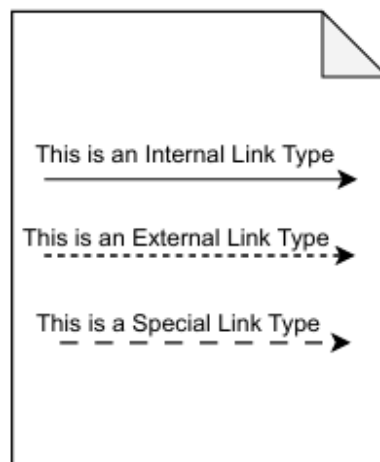 This is an Internal Link Type
This is an External Link Type
This is a Special Link Type